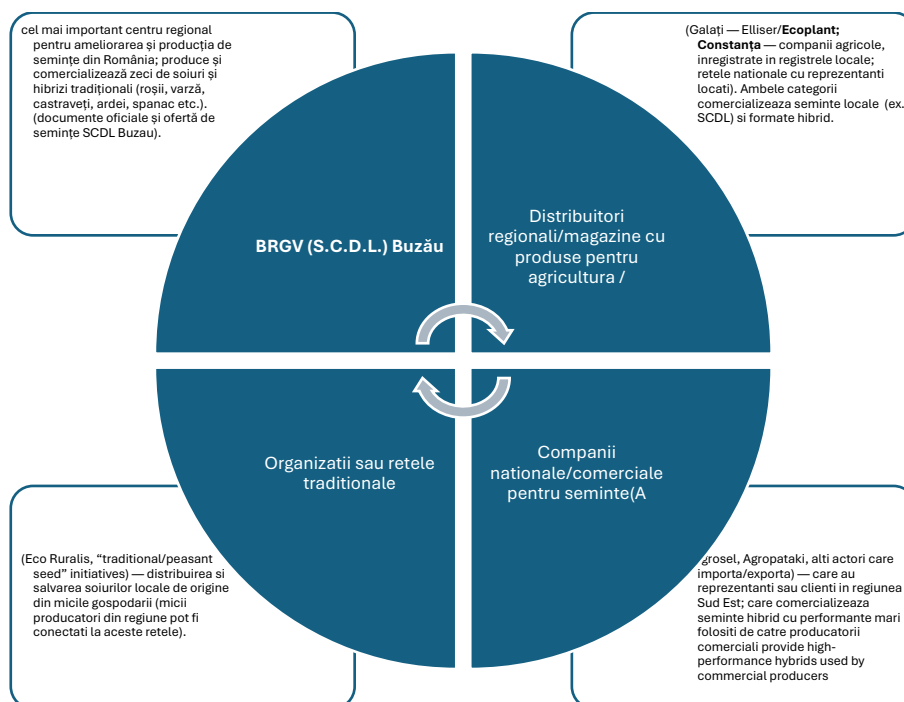 cel mai important centru regional
pentru ameliorarea și producția de
semințe din România; produce și
comercializează zeci de soiuri și
hibrizi tradiționali (roșii, varză,
castraveți, ardei, spanac etc.).
(documente oficiale și ofertă de
semințe SCDL Buzau).
(Galați — Elliser/Ecoplant;
Constanța — companii agricole,
inregistrate in registrele locale;
retele nationale cu reprezentanti
locati). Ambele categorii
comercializeaza seminte locale (ex.
SCDL) si formate hibrid.
BRGV (S.C.D.L.) Buzău
Distribuitori
regionali/magazine cu
produse pentru
agricultura /
Organizatii sau retele
traditionale
Companii
nationale/comerciale
pentru seminte(A
(Eco Ruralis, “traditional/peasant
seed” initiatives) — distribuirea si
salvarea soiurilor locale de origine
din micile gospodarii (micii
producatori din regiune pot fi
conectati la aceste retele).
grosel, Agropataki, alti actori care
importa/exporta) — care au
reprezentanti sau clienti in regiunea
Sud Est; care comercializeaza
seminte hibrid cu performante mari
folositi de catre producatorii
comerciali provide high-
performance hybrids used by
commercial producers